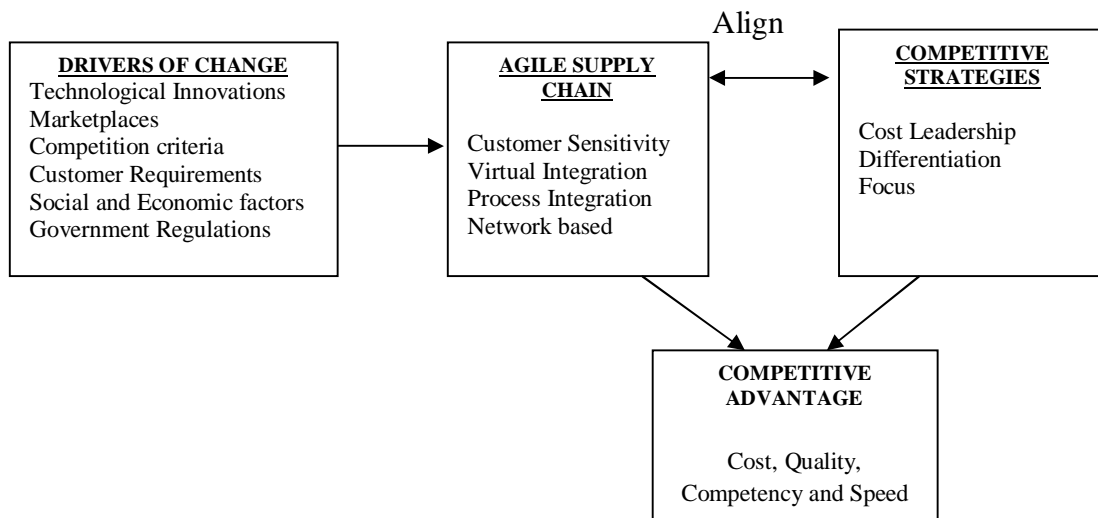 Align
DRIVERS OF CHANGE
Technological Innovations
Marketplaces
Competition criteria
Customer Requirements
Social and Economic factors
Government Regulations
AGILE SUPPLY
CHAIN
Customer Sensitivity
Virtual Integration
Process Integration
Network based
COMPETITIVE
STRATEGIES
Cost Leadership
Differentiation
Focus
COMPETITIVE
ADVANTAGE
Cost, Quality,
Competency and Speed